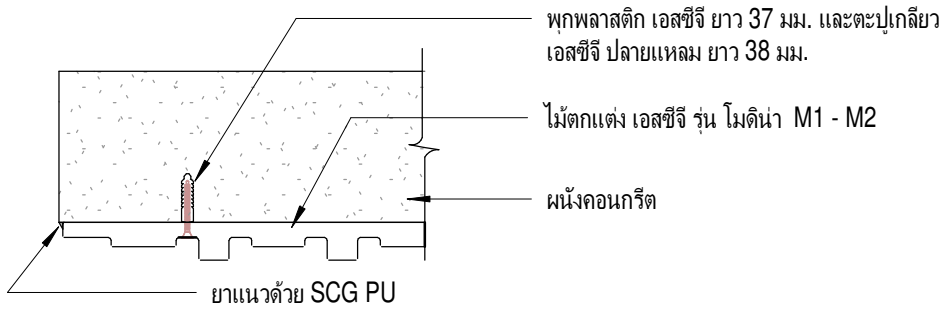 พุกพลาสติก เอสซีจี ยาว 37 มม. และตะปูเกลียว
เอสซีจี ปลายแหลม ยาว 38 มม.
ไม้ตกแต่ง เอสซีจี รุ่น โมดิน่า M1 - M2
ผนังคอนกรีต
ยาแนวด้วย SCG PU